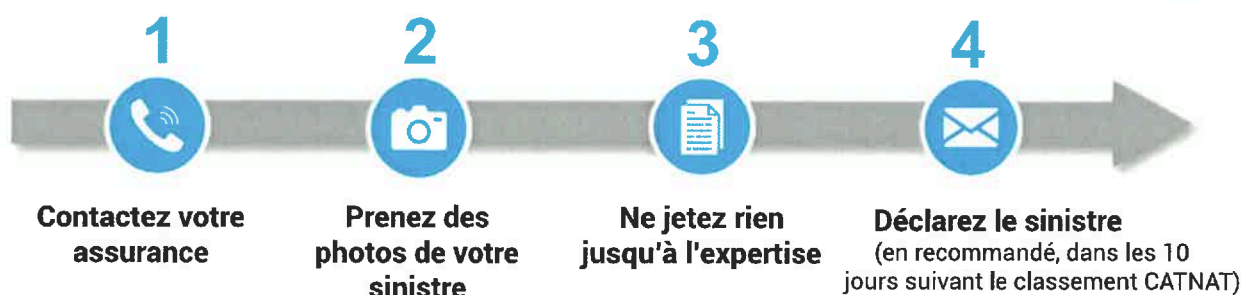 1
2
3
4
Contactez votre
assurance
Prenez des
photos de votre
sinistre
Ne jetez rien
jusqu'à l'expertise
Déclarez le sinistre
(en recommandé, dans les 10
jours suivant le classement CATNAT)